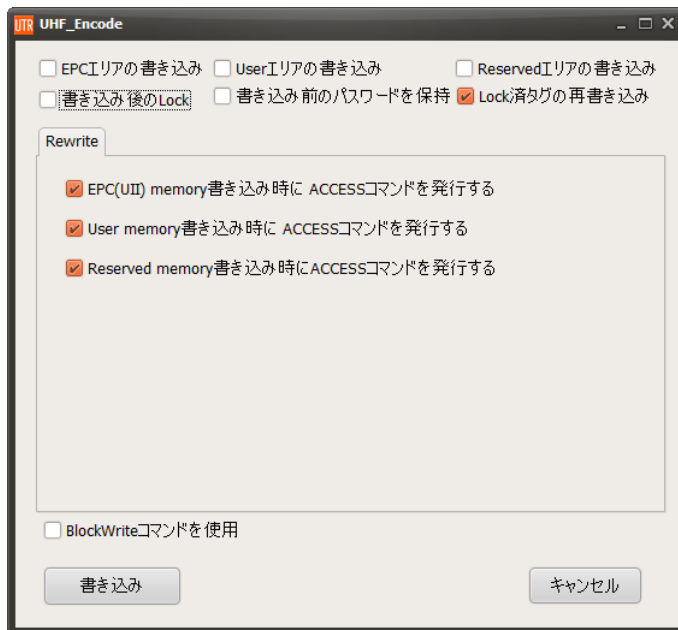 UTR UHF_Encode
EPCエリアの書き込み Userエリアの書き込み Reservedエリアの書き込み
書き込み後のLock 書き込み前のパスワードを保持 Lock済タグの再書き込み
Rewrite
EPC(UII) memory書き込み時に ACCESSコマンドを発行する
User memory書き込み時に ACCESSコマンドを発行する
Reserved memory書き込み時にACCESSコマンドを発行する
BlockWriteコマンドを使用
書き込み キャンセル